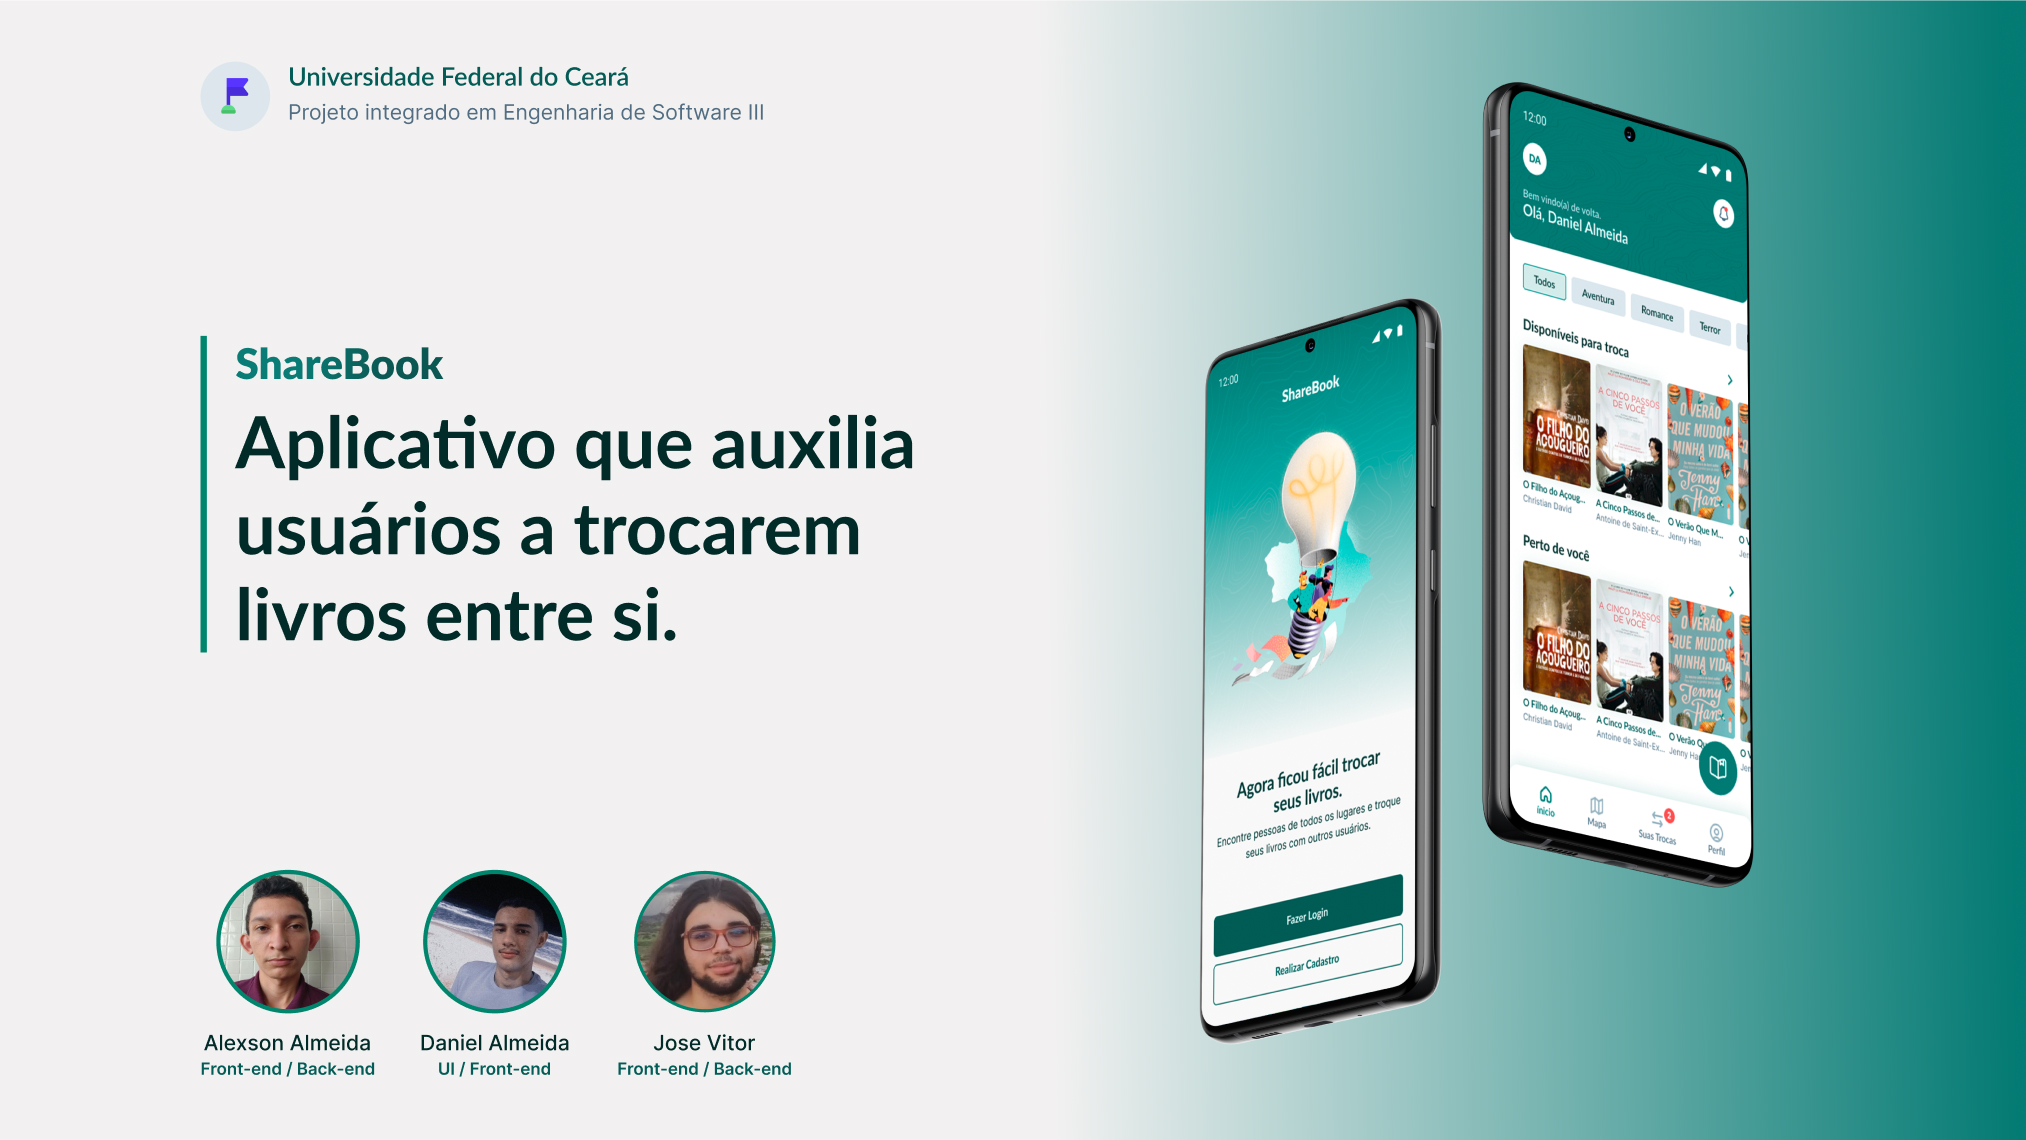 Universidade Federal do Ceará
Projeto integrado em Engenharia de Software III
ShareBook
Aplicativo que auxilia
usuários a trocarem
livros entre si.
Alexson Almeida
Front-end / Back-end
Daniel Almeida
UI / Front-end
Jose Vitor
Front-end / Back-end
12:00
ShareBook
Agora ficou fácil trocar
seus livros.
Encontre pessoas de todos os lugares e troque
seus livros com outros usuários.
Fazer Login
Realizar Cadastro
12:00
DA
Bem vindo(a) de volta.
Olá, Daniel Almeida
Todos
Aventura
Romance
Terror
Disponíveis para troca
CHRISTIAN DAVID
O FILHO DO
AÇOUGUEIRO
A CINCO PASSOS
DE VOCÊ
O VERÃO
QUE MUDOU
MINHA VIDA
Jenny
Han
O Filho do Açoug...
Christian David
A Cinco Passos de...
Antoine de Saint-Ex...
O Verão Que M...
Jenny Han
Perto de você
CHRISTIAN DAVID
O FILHO DO
AÇOUGUEIRO
A CINCO PASSOS
DE VOCÊ
O VERÃO
QUE MUDOU
MINHA VIDA
Jenny
Han
O Filho do Açoug...
Christian David
A Cinco Passos de...
Antoine de Saint-Ex...
O Verão
Jenny
início
Mapa
2
Suas Trocas
Perfil